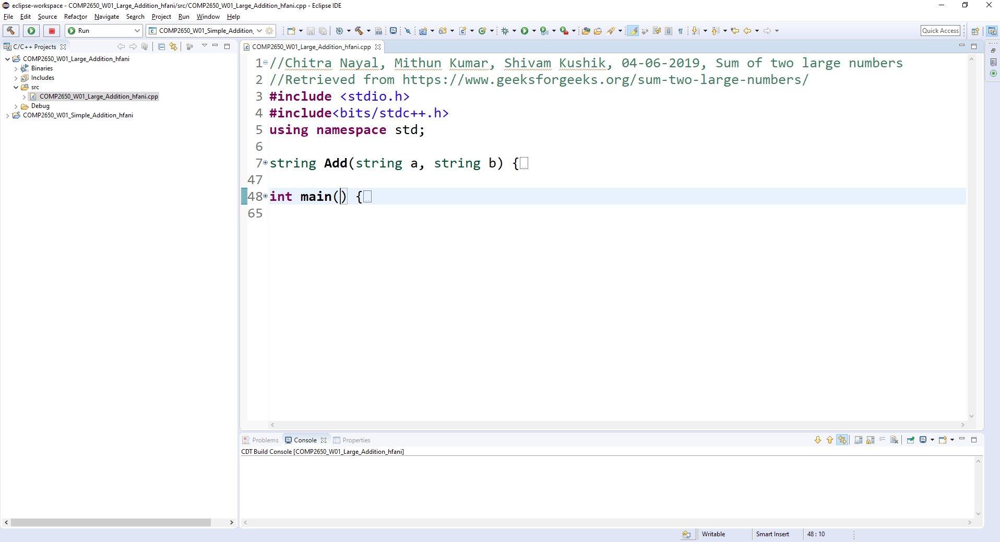 eclipse-workspace - COMP2650_W01_Large_Addition_hfani/src/COMP2650_W01_Large_Addition_hfani.cpp - Eclipse IDE
File Edit Source Refactor Navigate Search Project Run Window Help
Run COMP2650_W01_Simple_Addition_ Quick Access
C/C++ Projects
COMP2650_W01_Large_Addition_hfani
Binaries
Includes
src
COMP2650_W01_Large_Addition_hfani.cpp
Debug
COMP2650_W01_Simple_Addition_hfani
COMP2650_W01_Large_Addition_hfani.cpp
1 //Chitra Nayal, Mithun Kumar, Shivam Kushik, 04-06-2019, Sum of two large numbers
2 //Retrieved from https://www.geeksforgeeks.org/sum-two-large-numbers/
3 #include <stdio.h>
4 #include<bits/stdc++.h>
5 using namespace std;
6
7 string Add(string a, string b) {
47
48 int main() {
65
Problems Console Properties
CDT Build Console [COMP2650_W01_Large_Addition_hfani]
Writable Smart Insert 48 : 10